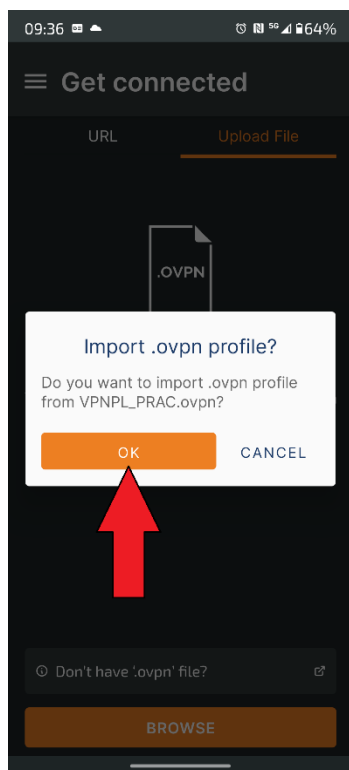 09:36 5G 64%
Get connected
URL Upload File
.OVPN
Import .ovpn profile?
Do you want to import .ovpn profile
from VPNPL_PRAC.ovpn?
OK CANCEL
Don't have '.ovpn' file?
BROWSE